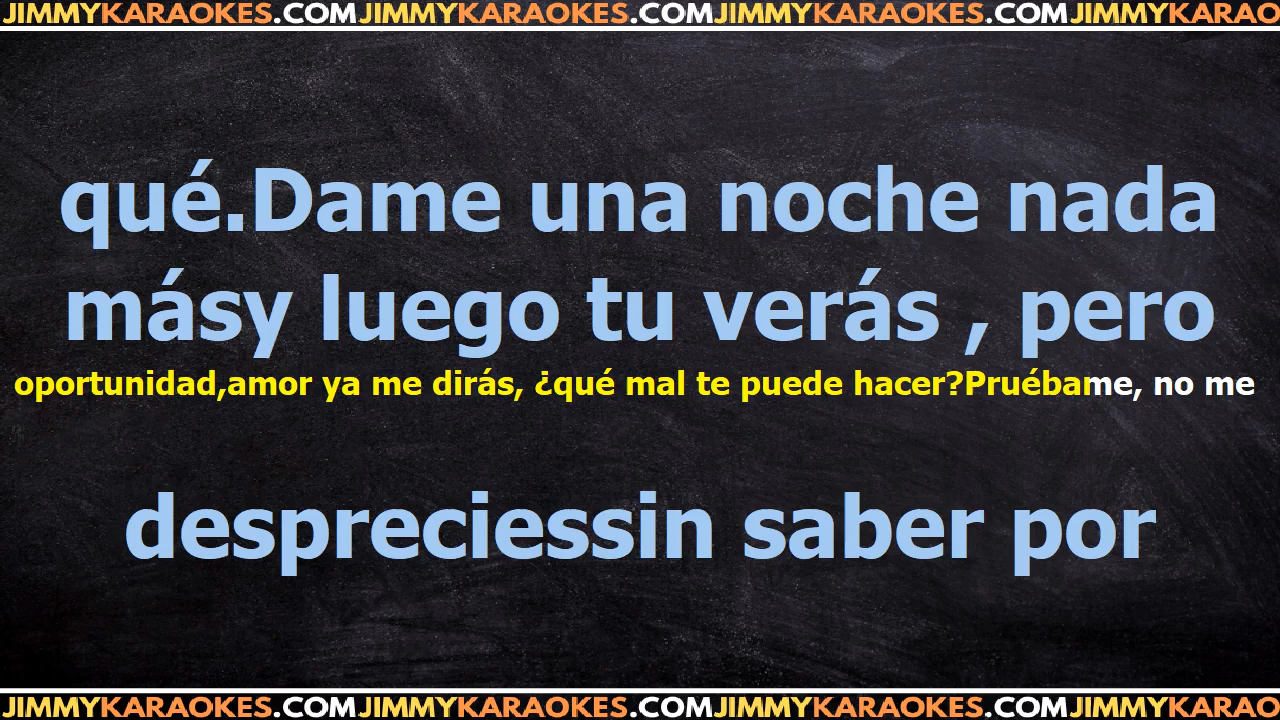 JIMMYKARAOKES.COMJIMMYKARAOKES.COMJIMMYKARAOKES.COMJIMMYKARAO
qué.Dame una noche nada
másy luego tu verás , pero
oportunidad,amor ya me dirás, ¿qué mal te puede hacer?Pruébame, no me
despreciessin saber por
JIMMYKARAOKES.COMJIMMYKARAOKES.COMJIMMYKARAOKES.COMJIMMYKARAO